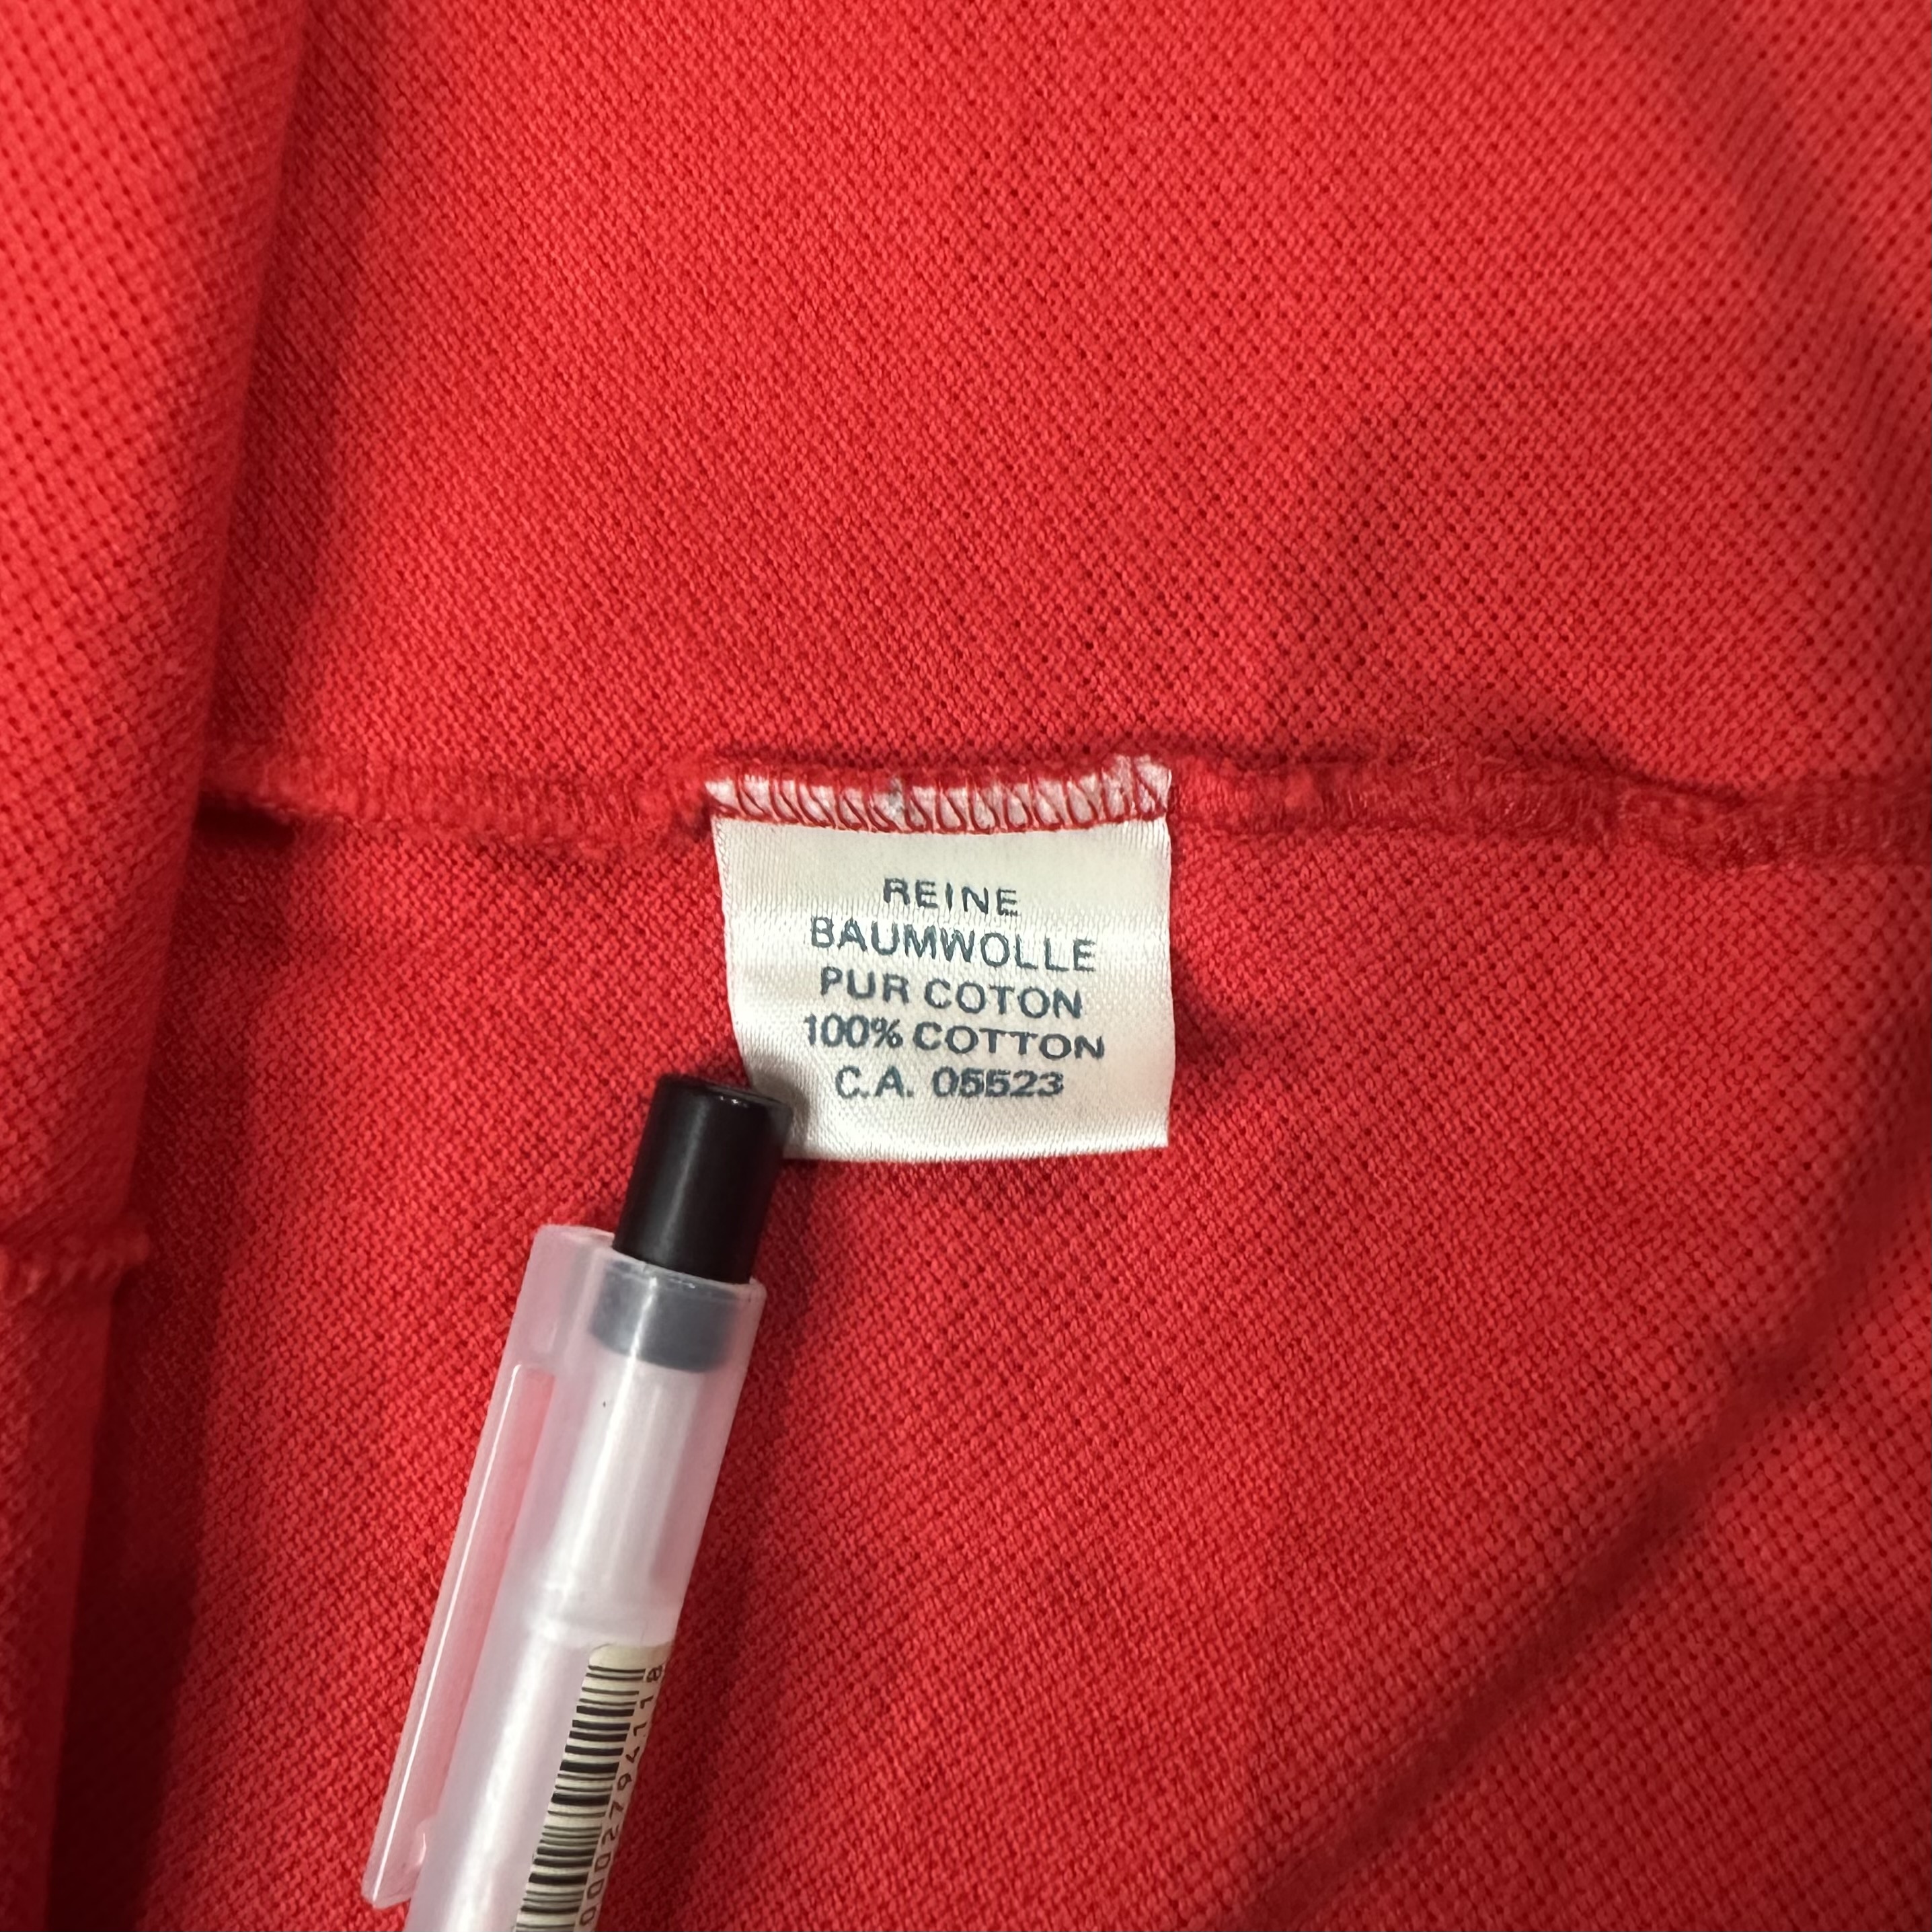 REINE
BAUMWOLLE
PUR COTON
100% COTTON
C.A. 05523